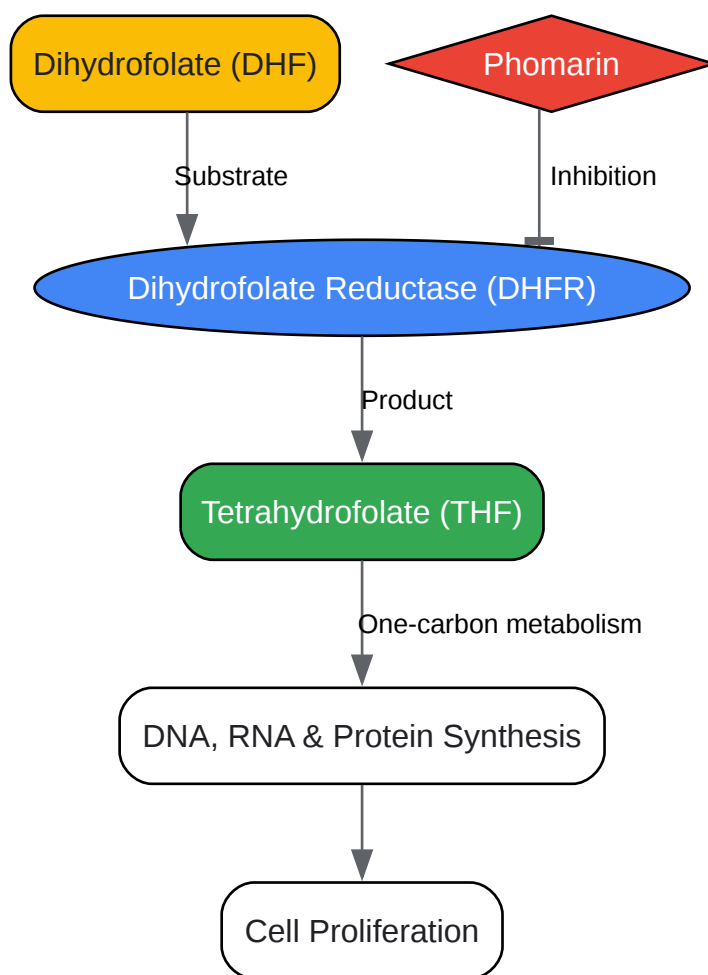 Dihydrofolate (DHF)
Phomarin
Substrate
Inhibition
Dihydrofolate Reductase (DHFR)
Product
Tetrahydrofolate (THF)
One-carbon metabolism
DNA, RNA & Protein Synthesis
Cell Proliferation